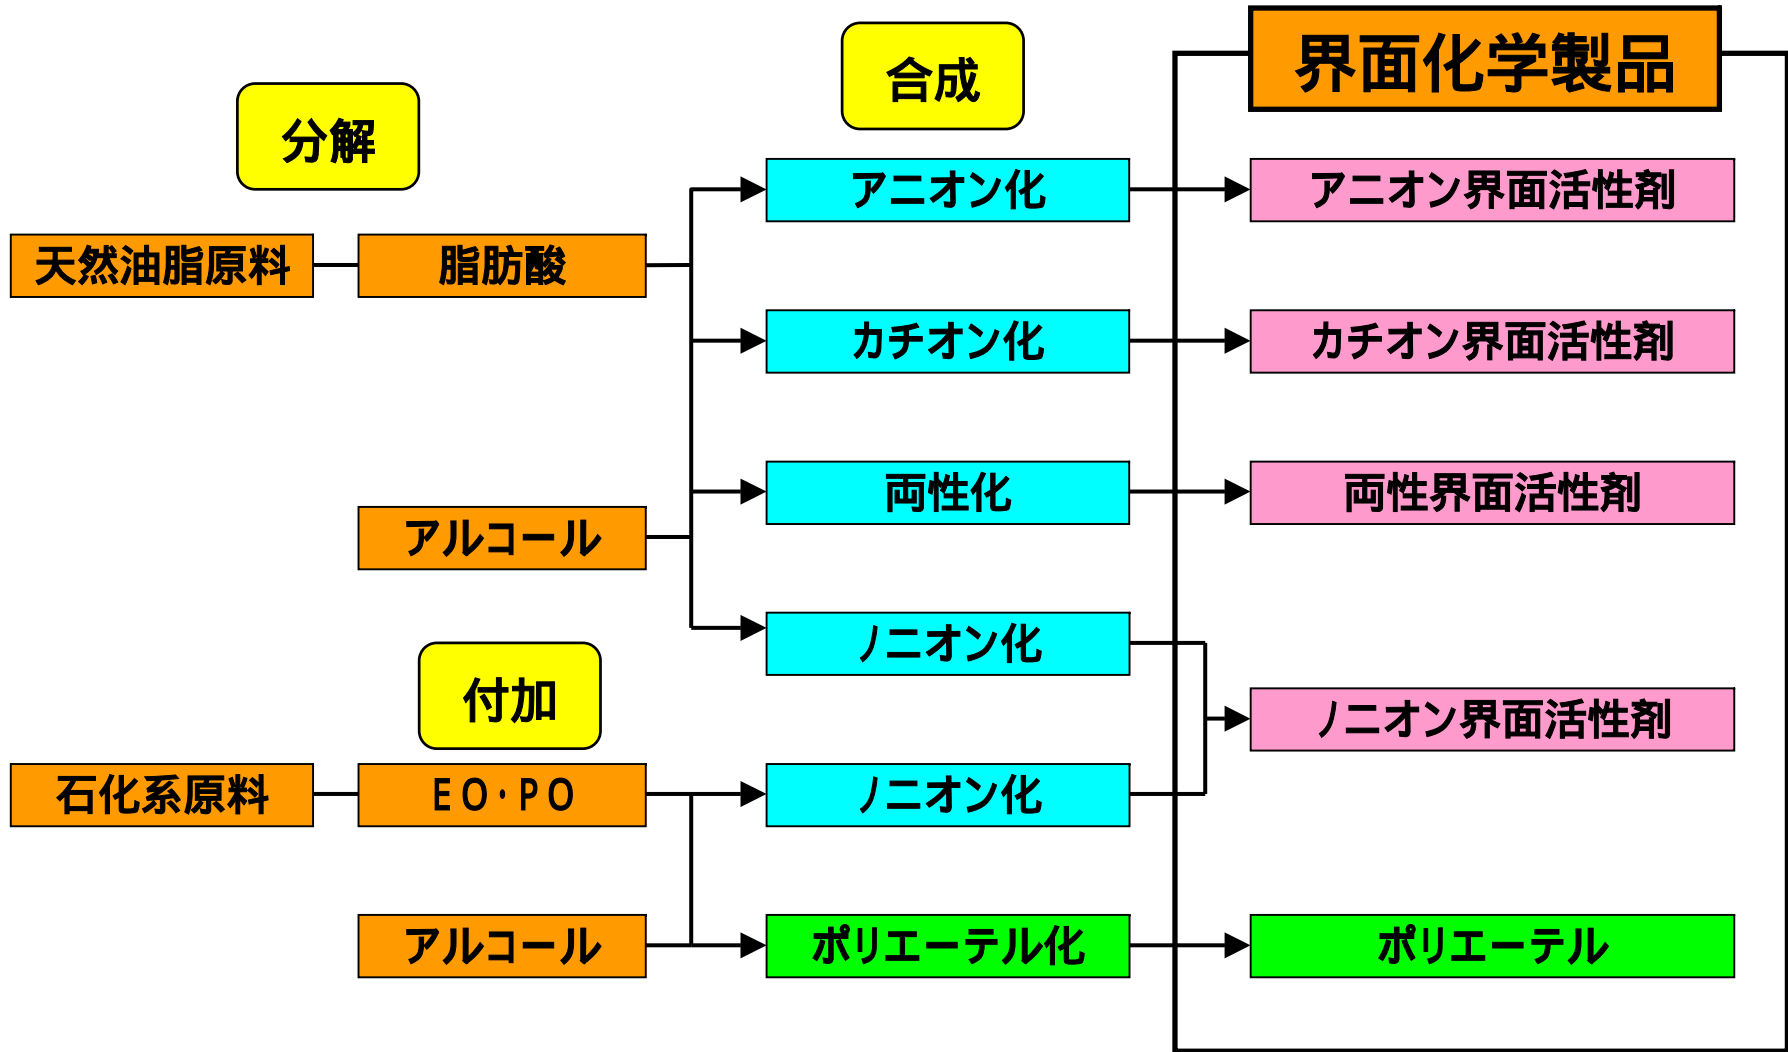 界面化学製品
合成
分解
アニオン化
アニオン界面活性剤
天然油脂原料
脂肪酸
カチオン化
カチオン界面活性剤
両性化
両性界面活性剤
アルコール
ノニオン化
付加
ノニオン界面活性剤
石化系原料
ＥＯ・ＰＯ
ノニオン化
アルコール
ポリエーテル化
ポリエーテル